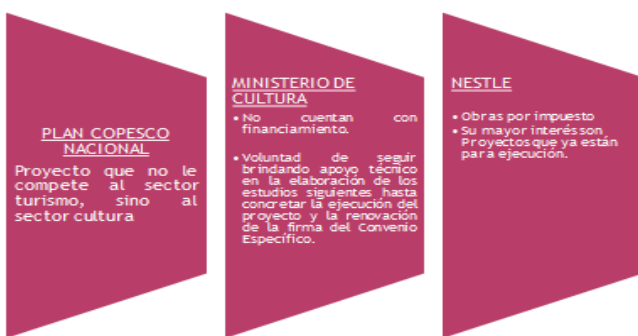 PLAN COPESCO
NACIONAL
Proyecto que no le
compete al sector
turismo, sino al
sector cultura
MINISTERIO DE
CULTURA
• No cuentan con
financiamiento.
• Voluntad de seguir
brindando apoyo técnico
en la elaboración de los
estudios siguientes hasta
concretar la ejecución del
proyecto y la renovación
de la firma del Convenio
Específico.
NESTLE
• Obras por impuesto
• Su mayor interés son
Proyectos que ya están
para ejecución.